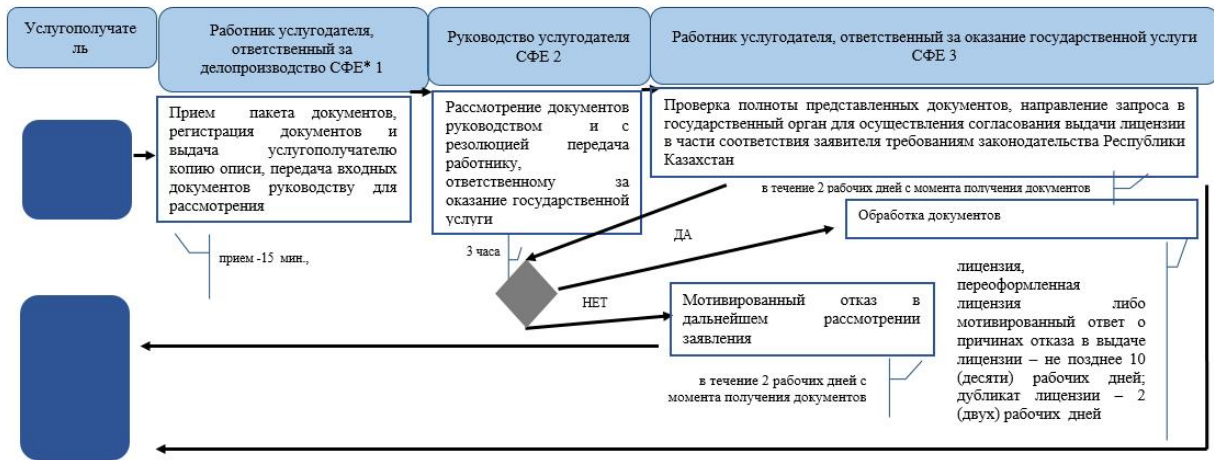 Услугополучате
ль
Работник услугодателя,
ответственный за
делопроизводство СФЕ* 1
Руководство услугодателя
СФЕ 2
Работник услугодателя, ответственный за оказание государственной услуги
СФЕ 3
Прием пакета документов,
регистрация документов и
выдача услугополучателю
копию описи, передача входных
документов руководству для
рассмотрения
Рассмотрение документов
руководством и с
резолюцией передача
работнику,
ответственному за
оказание государственной
услуги
Проверка полноты представленных документов, направление запроса в
государственный орган для осуществления согласования выдачи лицензии
в части соответствия заявителя требованиям законодательства Республики
Казахстан
в течение 2 рабочих дней с момента получения документов
Обработка документов
ДА
прием -15 мин.,
3 часа
НЕТ
Мотивированный отказ в
дальнейшем рассмотрении
заявления
в течение 2 рабочих дней с
момента получения документов
лицензия,
переоформленная
лицензия либо
мотивированный ответ о
причинах отказа в выдаче
лицензии – не позднее 10
(десяти) рабочих дней;
дубликат лицензии – 2
(двух) рабочих дней